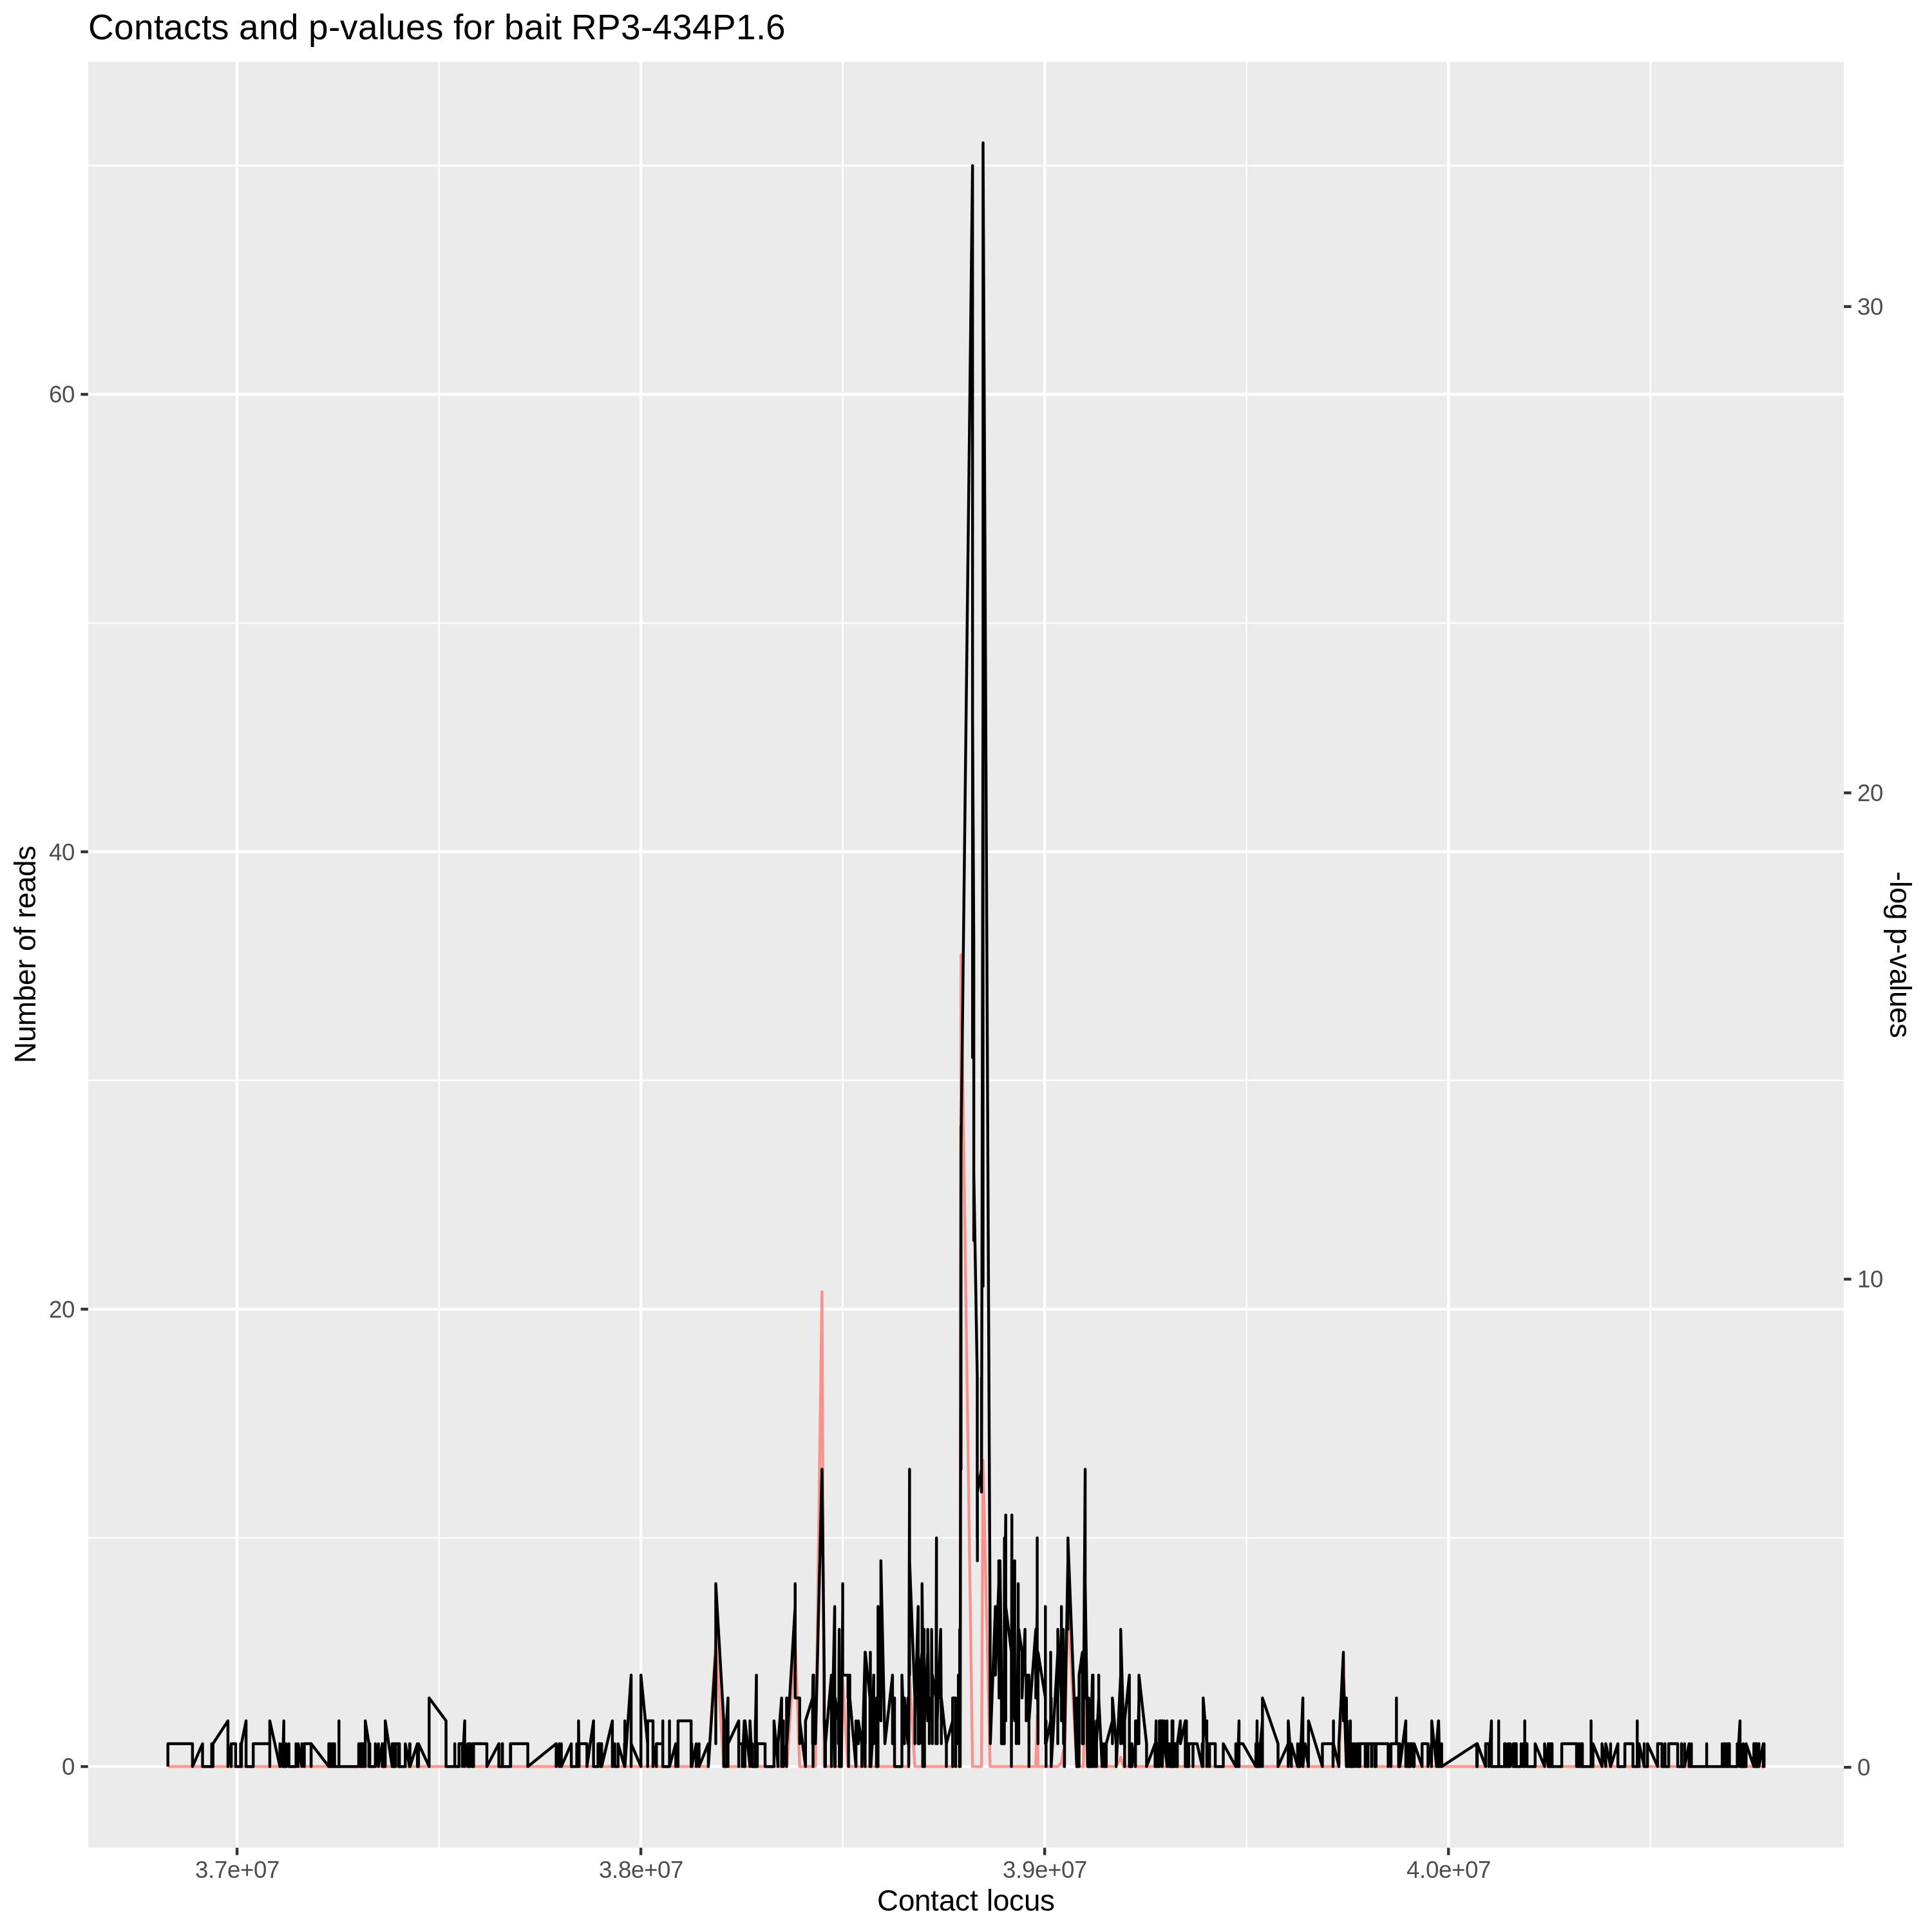 Contacts and p-values for bait RP3-434P1.6
Number of reads
60
40
20
0
30
20
10
0
-log p-values
3.7e+07 3.8e+07 3.9e+07 4.0e+07
Contact locus